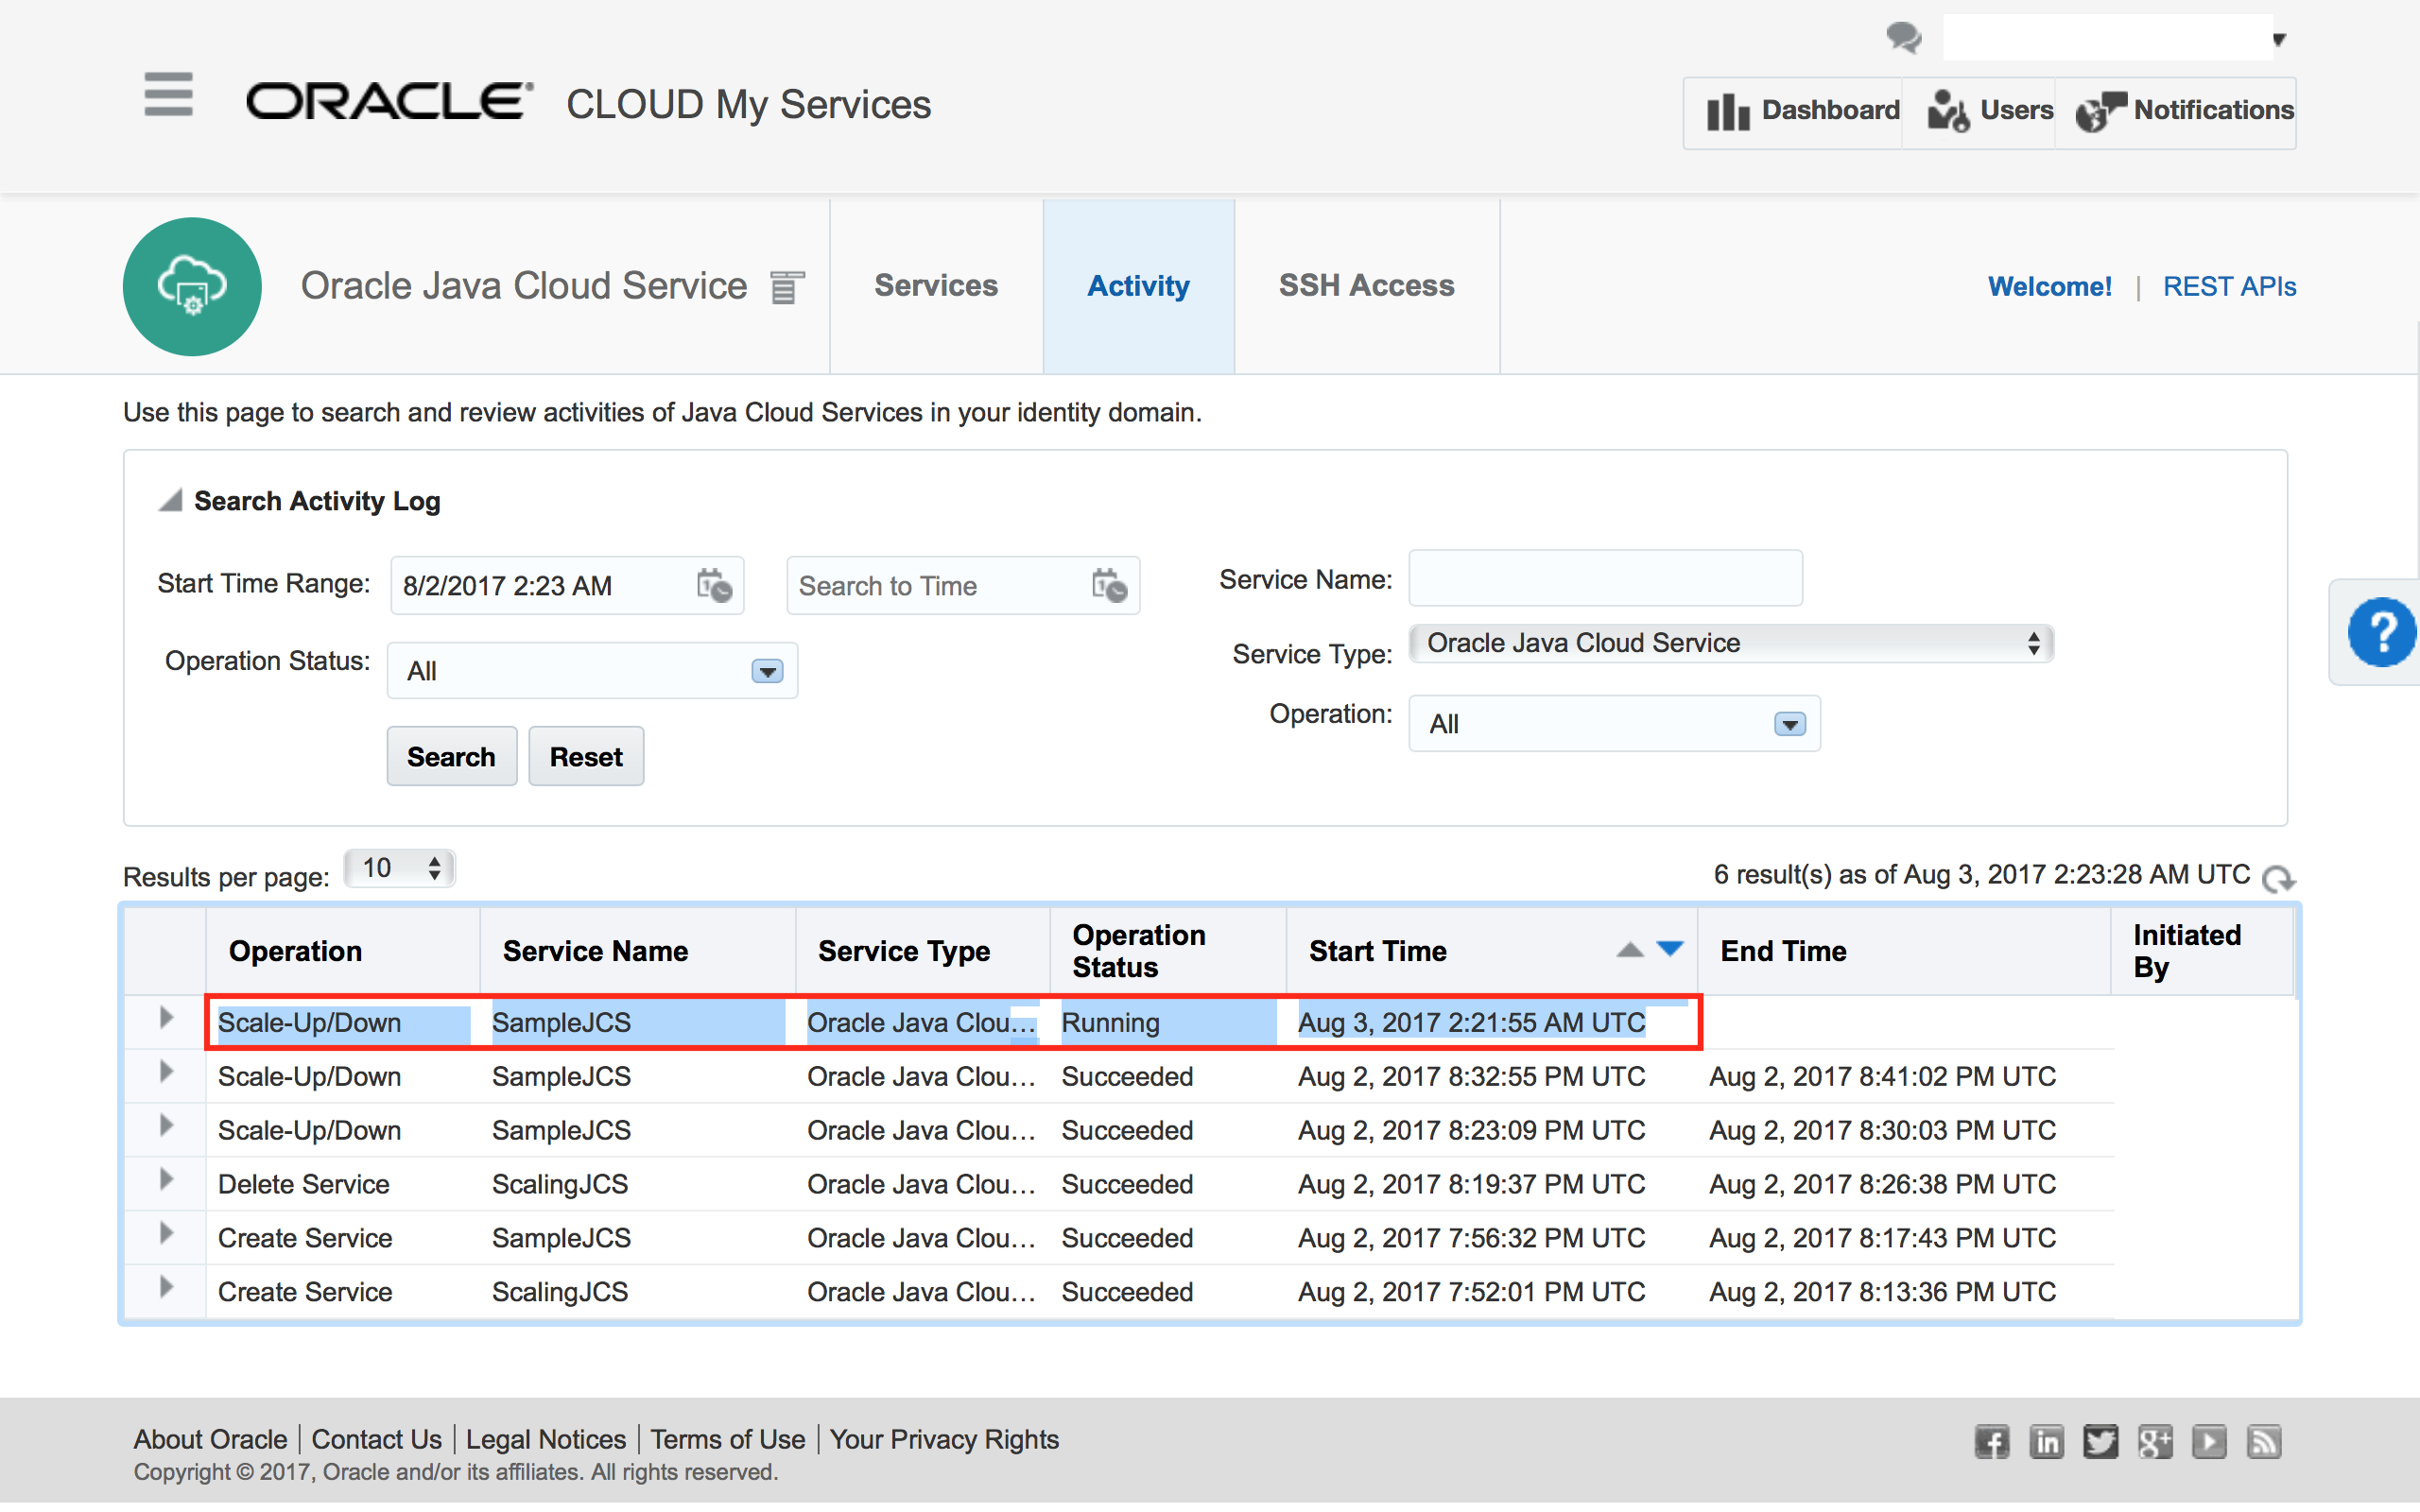 ORACLE CLOUD My Services
Dashboard Users Notifications
Oracle Java Cloud Service Services Activity SSH Access Welcome! | REST APIs
Use this page to search and review activities of Java Cloud Services in your identity domain.
Search Activity Log
Start Time Range: 8/2/2017 2:23 AM Search to Time
Service Name:
Operation Status: All
Service Type: Oracle Java Cloud Service
Operation: All
Search Reset
Results per page: 10
6 result(s) as of Aug 3, 2017 2:23:28 AM UTC
Operation Service Name Service Type Operation Status Start Time End Time Initiated By
Scale-Up/Down SampleJCS Oracle Java Clou... Running Aug 3, 2017 2:21:55 AM UTC
Scale-Up/Down SampleJCS Oracle Java Clou... Succeeded Aug 2, 2017 8:32:55 PM UTC Aug 2, 2017 8:41:02 PM UTC
Scale-Up/Down SampleJCS Oracle Java Clou... Succeeded Aug 2, 2017 8:23:09 PM UTC Aug 2, 2017 8:30:03 PM UTC
Delete Service ScalingJCS Oracle Java Clou... Succeeded Aug 2, 2017 8:19:37 PM UTC Aug 2, 2017 8:26:38 PM UTC
Create Service SampleJCS Oracle Java Clou... Succeeded Aug 2, 2017 7:56:32 PM UTC Aug 2, 2017 8:17:43 PM UTC
Create Service ScalingJCS Oracle Java Clou... Succeeded Aug 2, 2017 7:52:01 PM UTC Aug 2, 2017 8:13:36 PM UTC
About Oracle | Contact Us | Legal Notices | Terms of Use | Your Privacy Rights
Copyright © 2017, Oracle and/or its affiliates. All rights reserved.